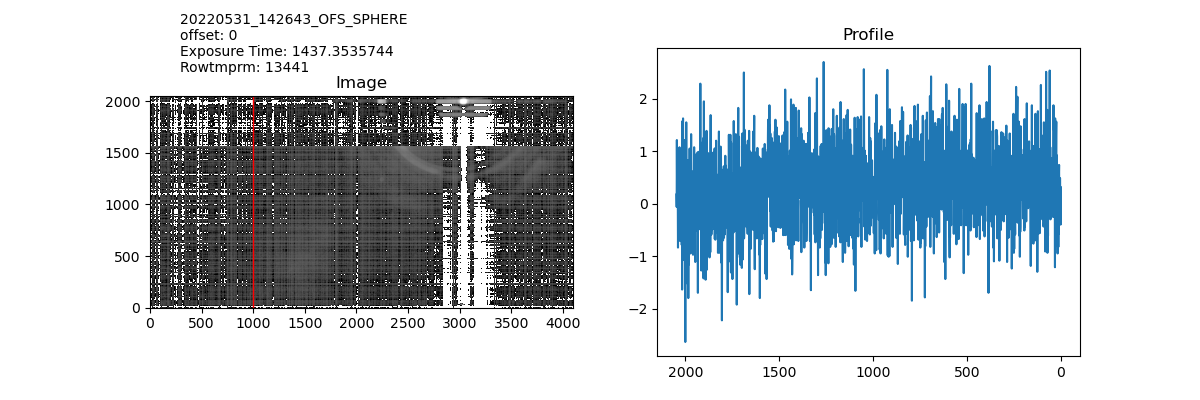 20220531_142643_OFS_SPHERE
offset: 0
Exposure Time: 1437.3535744
Rowtmprm: 13441
Image
Profile
2000
1500
1000
500
0
0 500 1000 1500 2000 2500 3000 3500 4000
2
1
0
−1
−2
2000 1500 1000 500 0